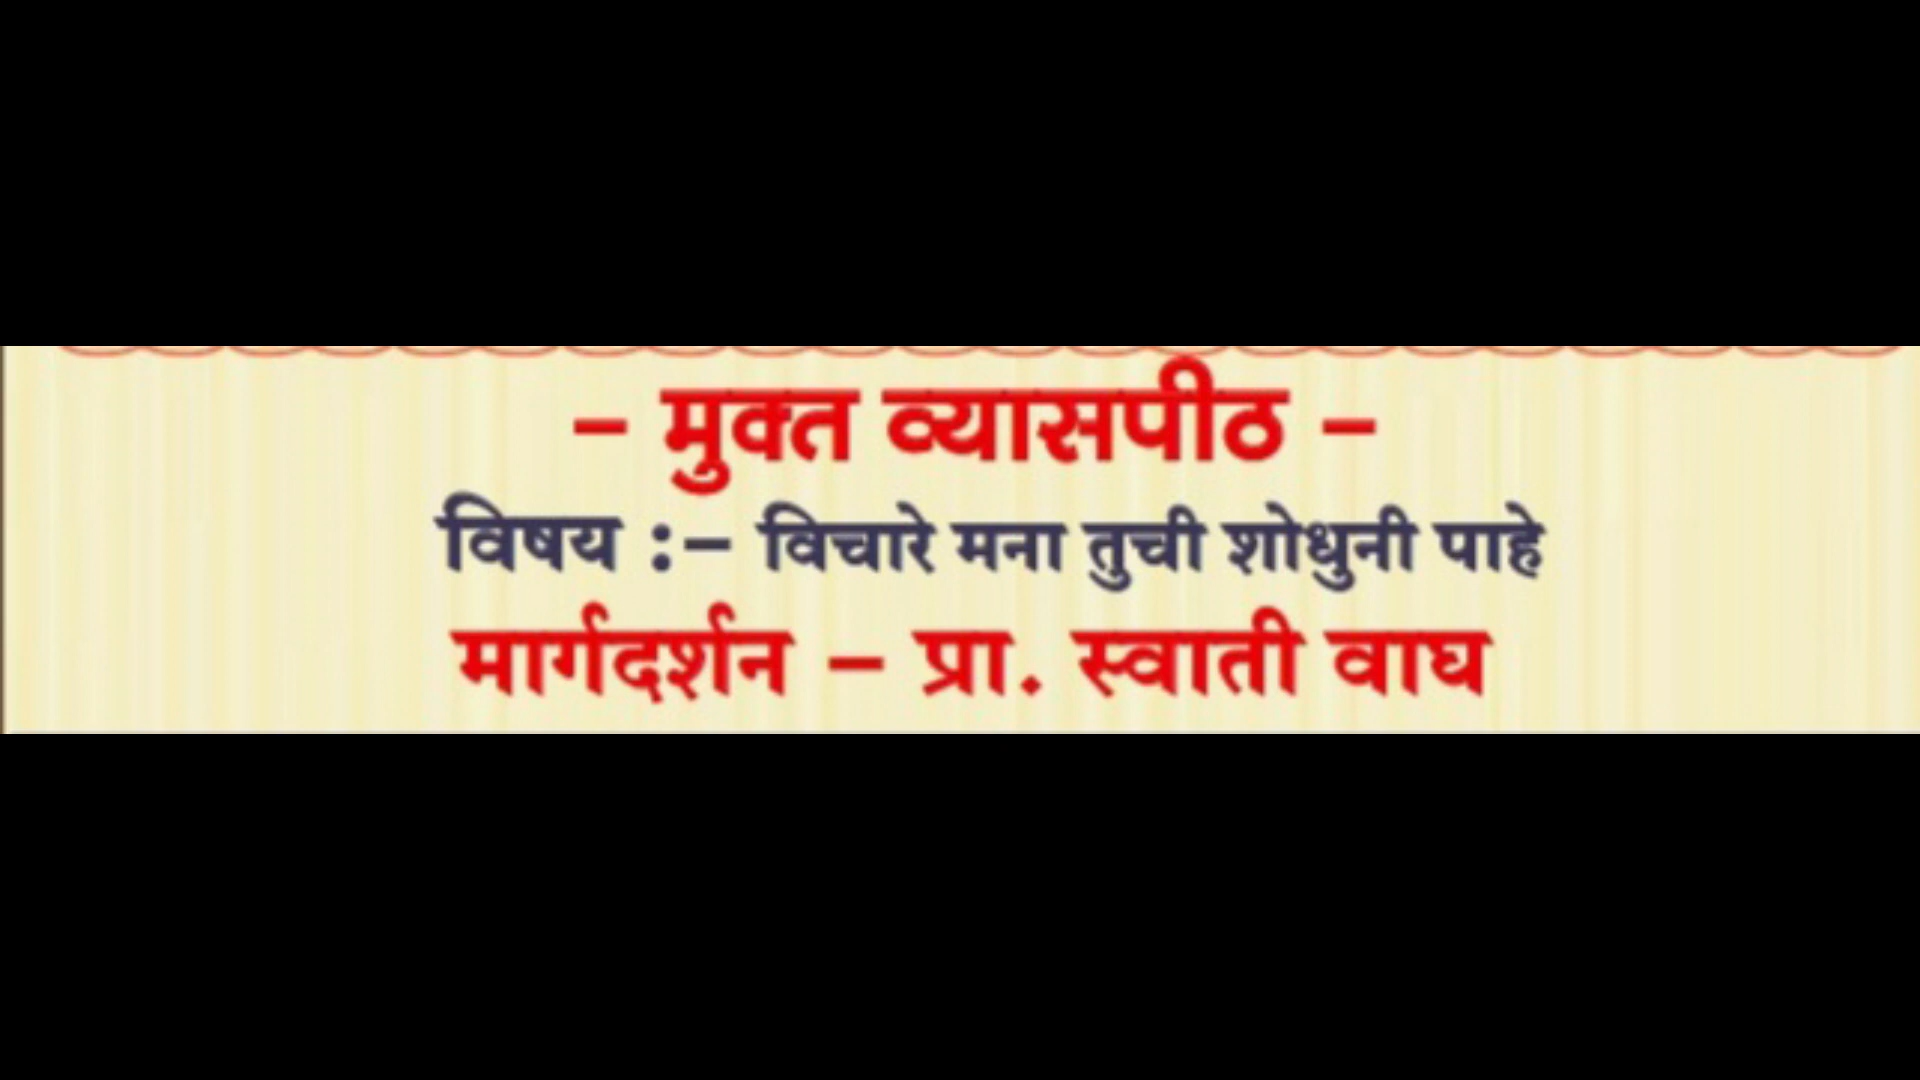 – मुक्त व्यासपीठ –
विषय :– विचारे मना तुची शोधुनी पाहे
मार्गदर्शन – प्रा. स्वाती वाघ